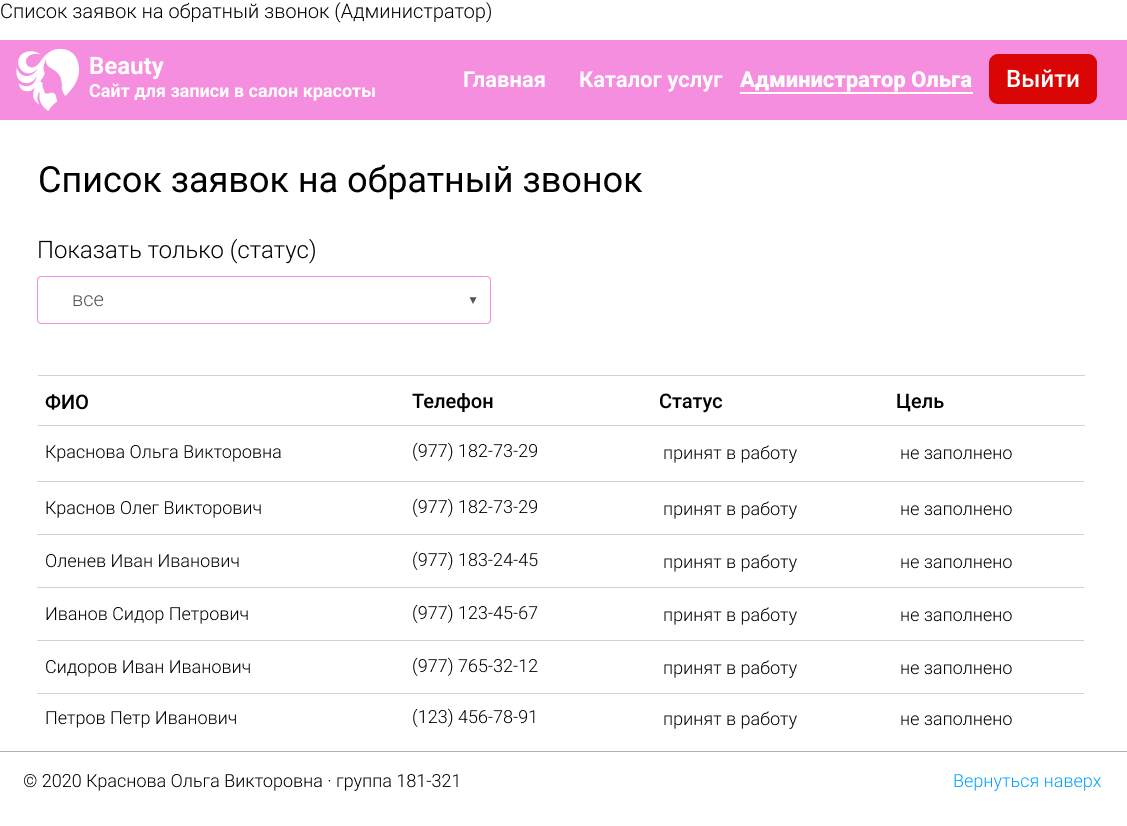 Список заявок на обратный звонок (Администратор)
Beauty
Сайт для записи в салон красоты
Главная Каталог услуг Администратор Ольга Выйти
Список заявок на обратный звонок
Показать только (статус)
все
ФИО Телефон Статус Цель
Краснова Ольга Викторовна (977) 182-73-29 принят в работу не заполнено
Краснов Олег Викторович (977) 182-73-29 принят в работу не заполнено
Оленев Иван Иванович (977) 183-24-45 принят в работу не заполнено
Иванов Сидор Петрович (977) 123-45-67 принят в работу не заполнено
Сидоров Иван Иванович (977) 765-32-12 принят в работу не заполнено
Петров Петр Иванович (123) 456-78-91 принят в работу не заполнено
© 2020 Краснова Ольга Викторовна · группа 181-321 Вернуться наверх